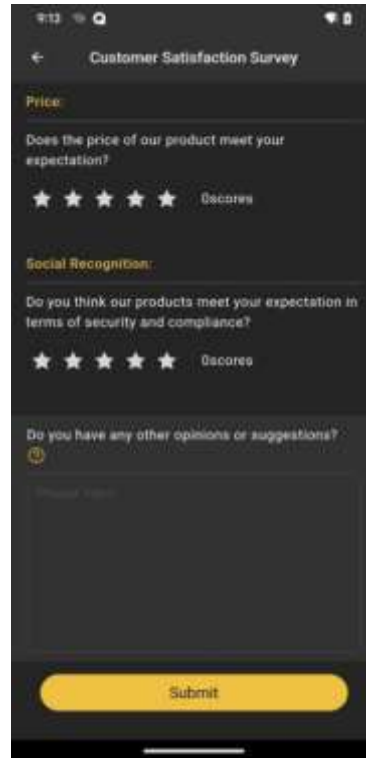 9:13
Customer Satisfaction Survey
Price:
Does the price of our product meet your
expectation?
0scores
Social Recognition:
Do you think our products meet your expectation in
terms of security and compliance?
0scores
Do you have any other opinions or suggestions?
Please input
Submit